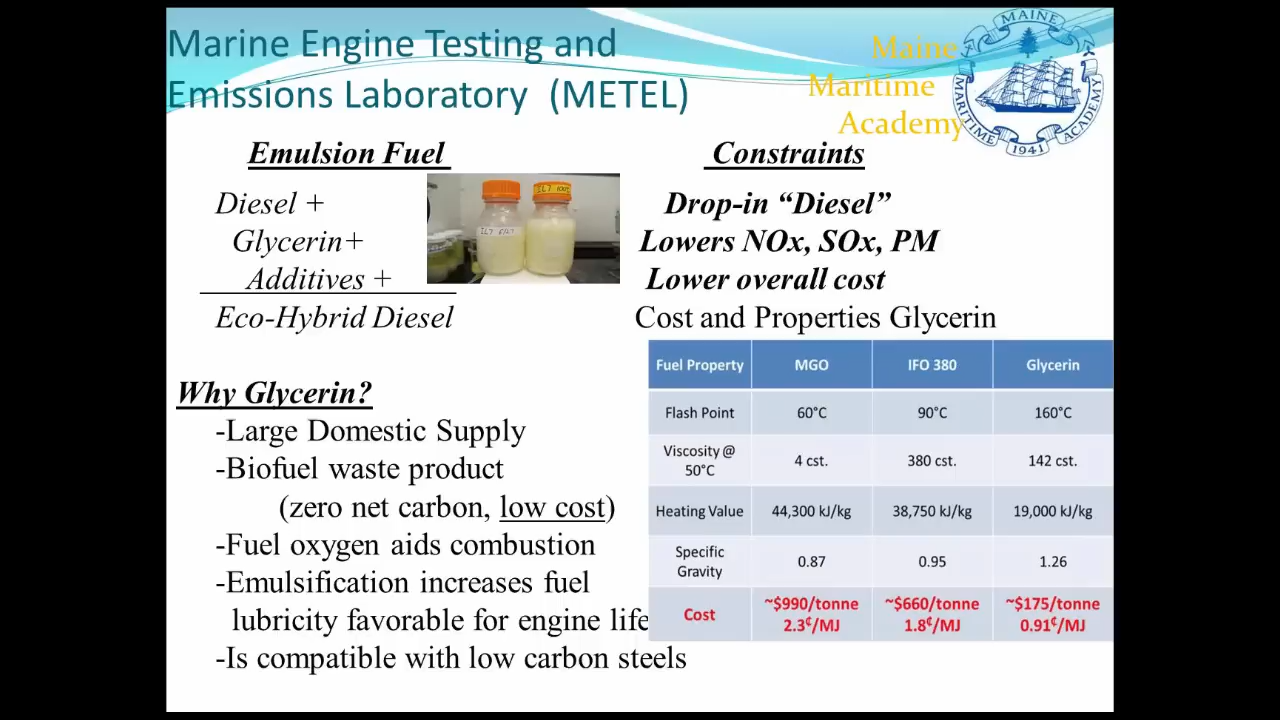 Marine Engine Testing and
Emissions Laboratory (METEL)
Maine
Maritime
Academy
MAINE
MARITIME
ACADEMY
1941
Emulsion Fuel
Diesel +
Glycerin+
Additives +
Eco-Hybrid Diesel
Constraints
Drop-in “Diesel”
Lowers NOx, SOx, PM
Lower overall cost
Cost and Properties Glycerin
Why Glycerin?
-Large Domestic Supply
-Biofuel waste product
(zero net carbon, low cost)
-Fuel oxygen aids combustion
-Emulsification increases fuel
lubricity favorable for engine life
-Is compatible with low carbon steels
Fuel Property MGO IFO 380 Glycerin
Flash Point 60°C 90°C 160°C
Viscosity @
50°C 4 cst. 380 cst. 142 cst.
Heating Value 44,300 kJ/kg 38,750 kJ/kg 19,000 kJ/kg
Specific
Gravity 0.87 0.95 1.26
Cost ~$990/tonne ~$660/tonne ~$175/tonne
2.3¢/MJ 1.8¢/MJ 0.91¢/MJ